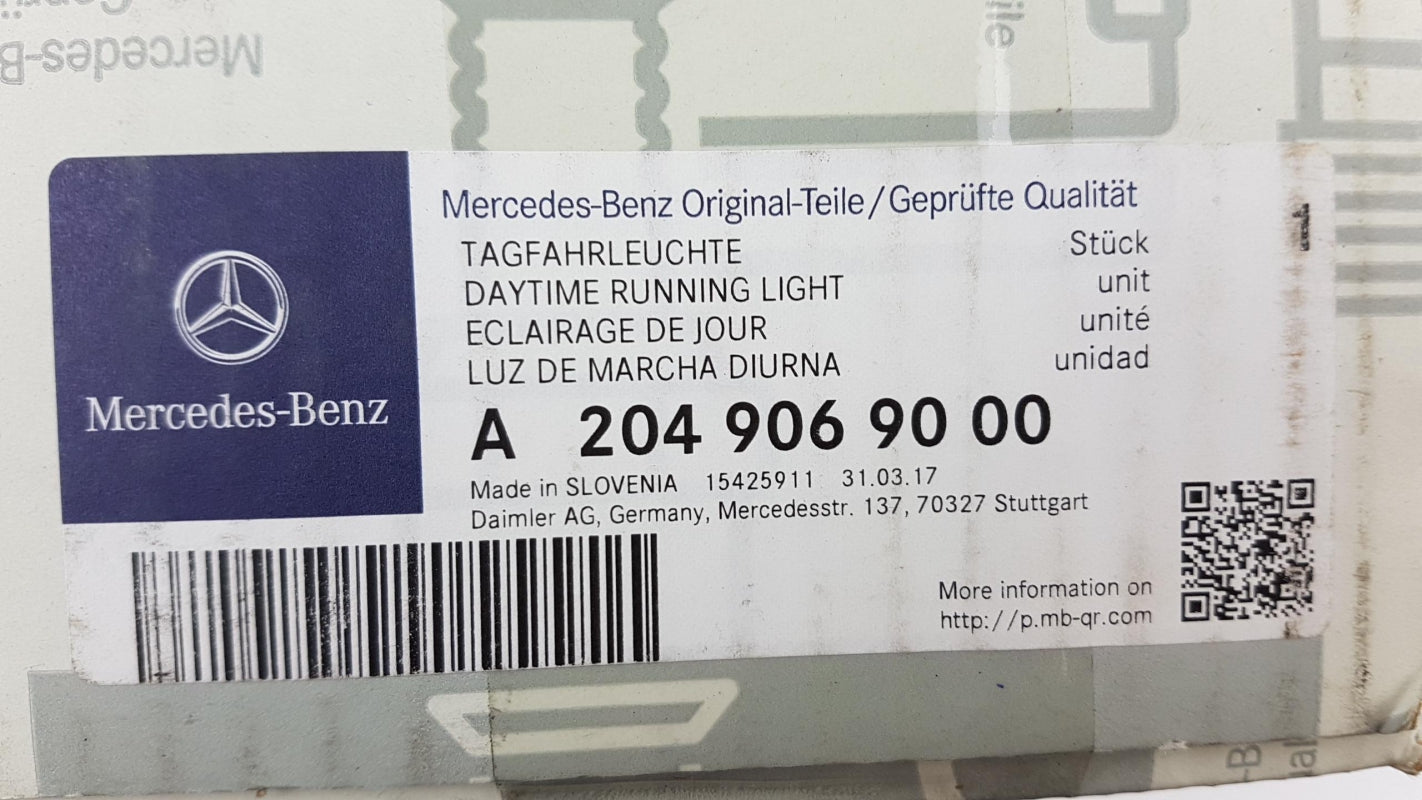 Mercedes-B
ile
Mercedes-Benz
Mercedes-Benz Original-Teile/Geprüfte Qualität
TAGFAHRLEUCHTE Stück
DAYTIME RUNNING LIGHT unit
ECLAIRAGE DE JOUR unité
LUZ DE MARCHA DIURNA unidad
A 204 906 90 00
Made in SLOVENIA 15425911 31.03.17
Daimler AG, Germany, Mercedesstr. 137, 70327 Stuttgart
More information on
http://p.mb-qr.com
-B
al